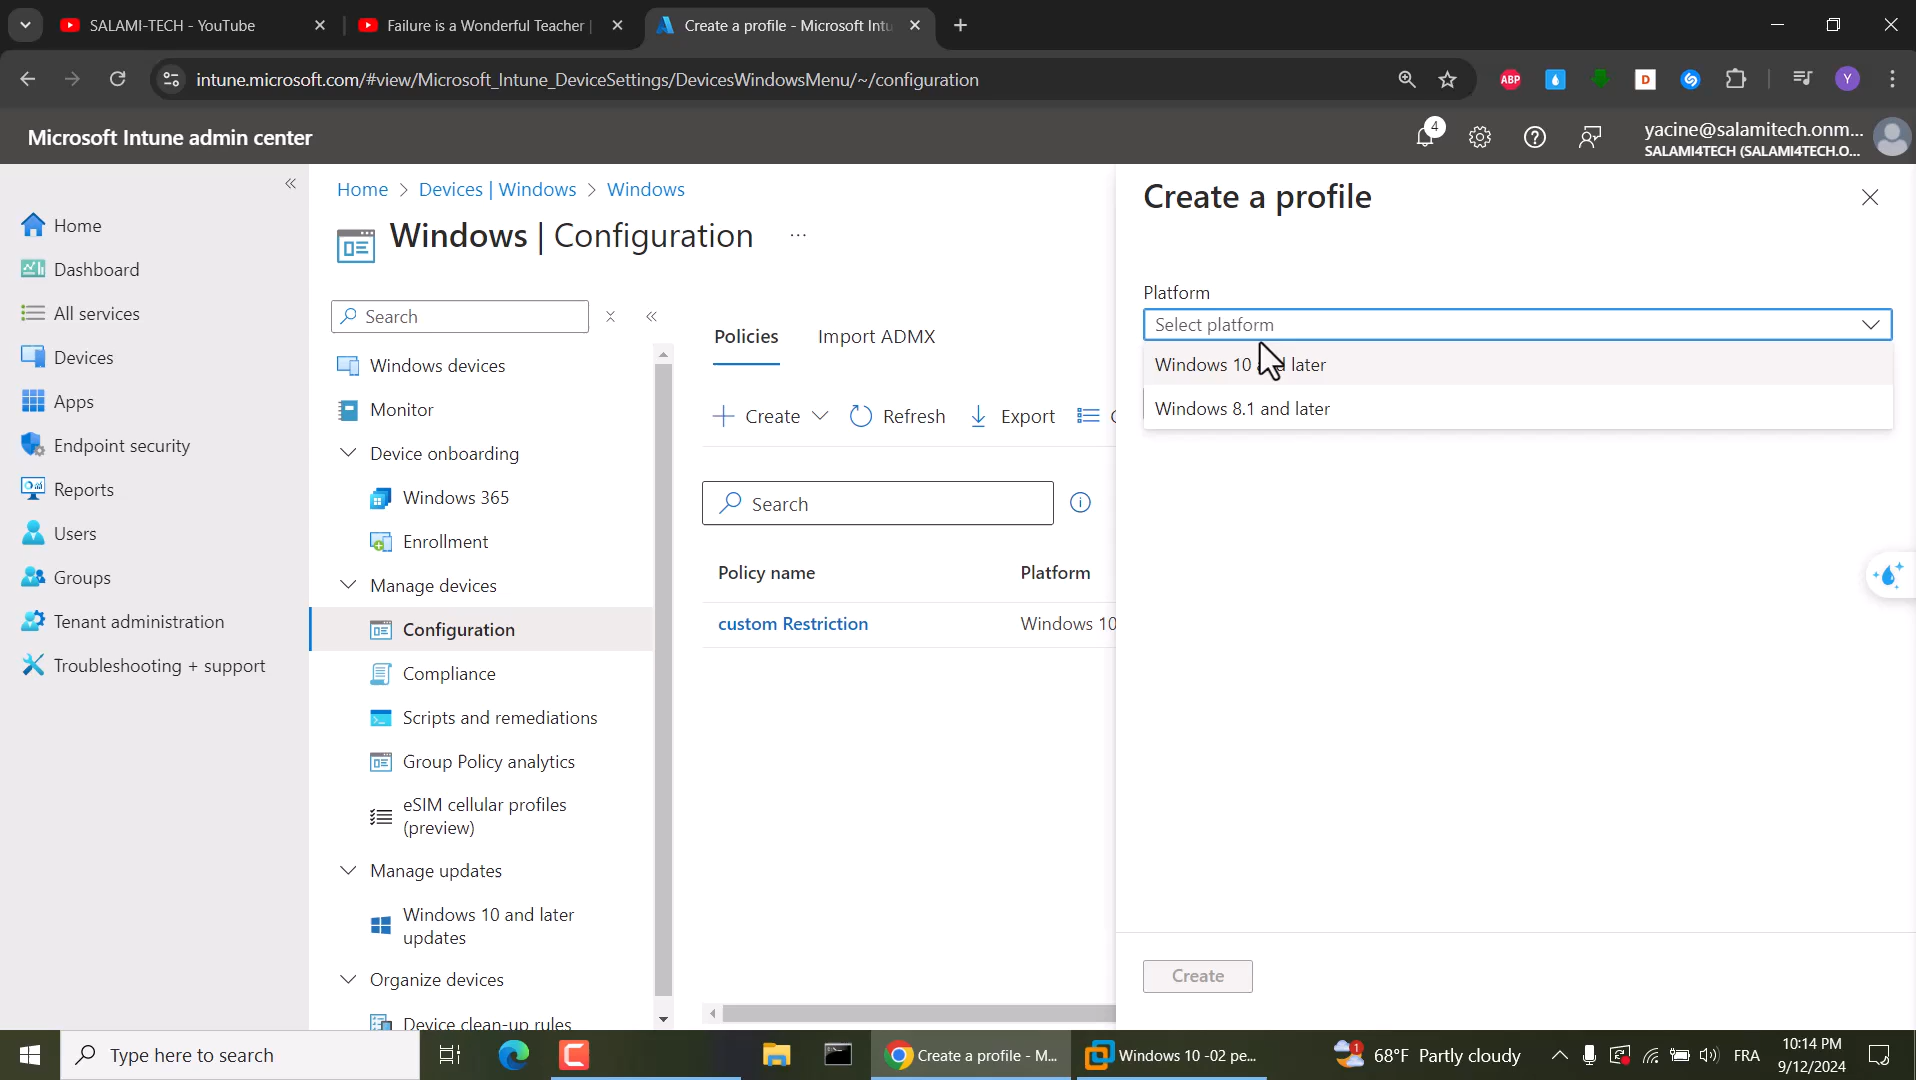 SALAMI-TECH - YouTube
Failure is a Wonderful Teacher |
Create a profile - Microsoft Intu
intune.microsoft.com/#view/Microsoft_Intune_DeviceSettings/DevicesWindowsMenu/~/configuration
ABP
D
Y
Microsoft Intune admin center
4
yacine@salamitech.onm...
SALAMI4TECH (SALAMI4TECH.O...
Home
Dashboard
All services
Devices
Apps
Endpoint security
Reports
Users
Groups
Tenant administration
Troubleshooting + support
Home > Devices | Windows > Windows
Windows | Configuration
...
Search
Windows devices
Monitor
Device onboarding
Windows 365
Enrollment
Manage devices
Configuration
Compliance
Scripts and remediations
Group Policy analytics
eSIM cellular profiles
(preview)
Manage updates
Windows 10 and later
updates
Organize devices
Device clean-up rules
Policies
Import ADMX
Create
Refresh
Export
Search
Policy name
Platform
custom Restriction
Windows 10
Create a profile
Platform
Select platform
Windows 10 and later
Windows 8.1 and later
Create
Type here to search
Create a profile - M...
Windows 10 -02 pe...
1
68°F Partly cloudy
FRA
10:14 PM
9/12/2024